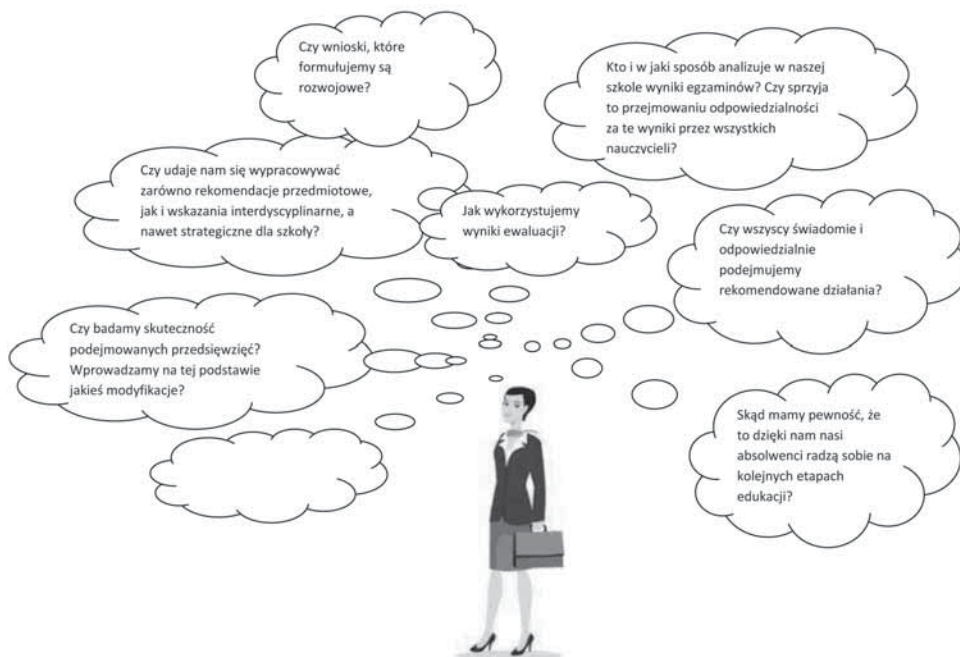 Czy wnioski, które
formułujemy są
rozwojowe?
Kto i w jaki sposób analizuje w naszej
szkole wyniki egzaminów? Czy sprzyja
to przejmowaniu odpowiedzialności
za te wyniki przez wszystkich
nauczycieli?
Czy udaje nam się wypracowywać
zarówno rekomendacje przedmiotowe,
jak i wskazania interdyscyplinarne, a
nawet strategiczne dla szkoły?
Jak wykorzystujemy
wyniki ewaluacji?
Czy wszyscy świadomie i
odpowiedzialnie
podejmujemy
rekomendowane działania?
Czy badamy skuteczność
podejmowanych przedsięwzięć?
Wprowadzamy na tej podstawie
jakieś modyfikacje?
Skąd mamy pewność, że
to dzięki nam nasi
absolwenci radzą sobie na
kolejnych etapach
edukacji?